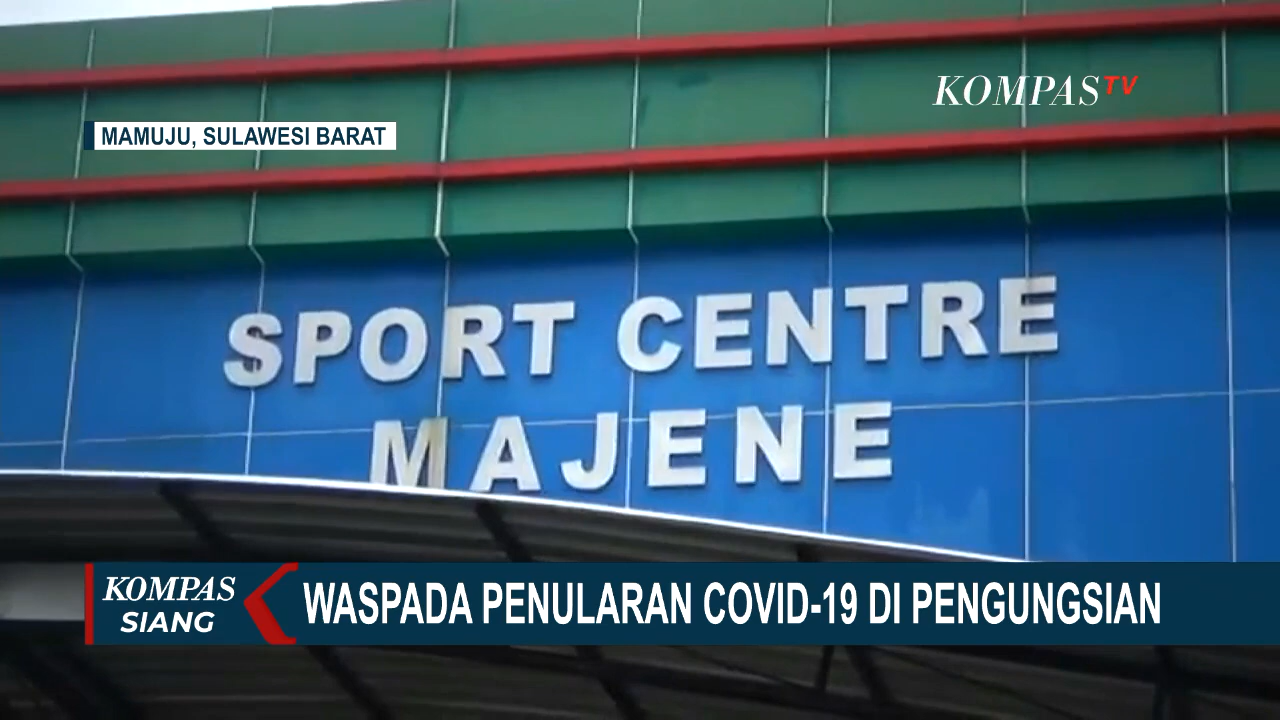 KOMPASTV
MAMUJU, SULAWESI BARAT
SPORT CENTRE
MAJENE
KOMPAS
SIANG
WASPADA PENULARAN COVID-19 DI PENGUNGSIAN